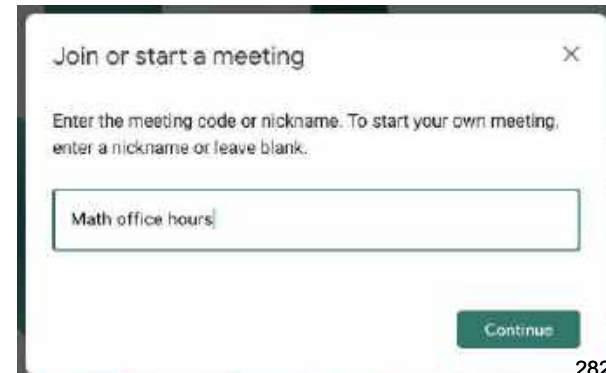 Join or start a meeting
Enter the meeting code or nickname. To start your own meeting,
enter a nickname or leave blank.
Math office hours
Continue
282